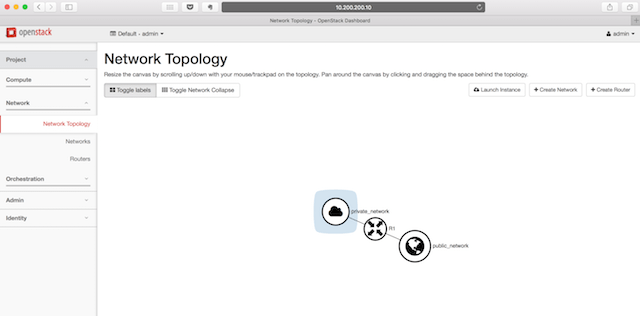 10.200.200.10
Network Topology - OpenStack Dashboard
openstack
Default - admin
admin
Project
Compute
Network
Network Topology
Networks
Routers
Orchestration
Admin
Identity
Network Topology
Resize the canvas by scrolling up/down with your mouse/trackpad on the topology. Pan around the canvas by clicking and dragging the space behind the topology.
Toggle labels
Toggle Network Collapse
Launch Instance
+ Create Network
+ Create Router
private_network
public_network